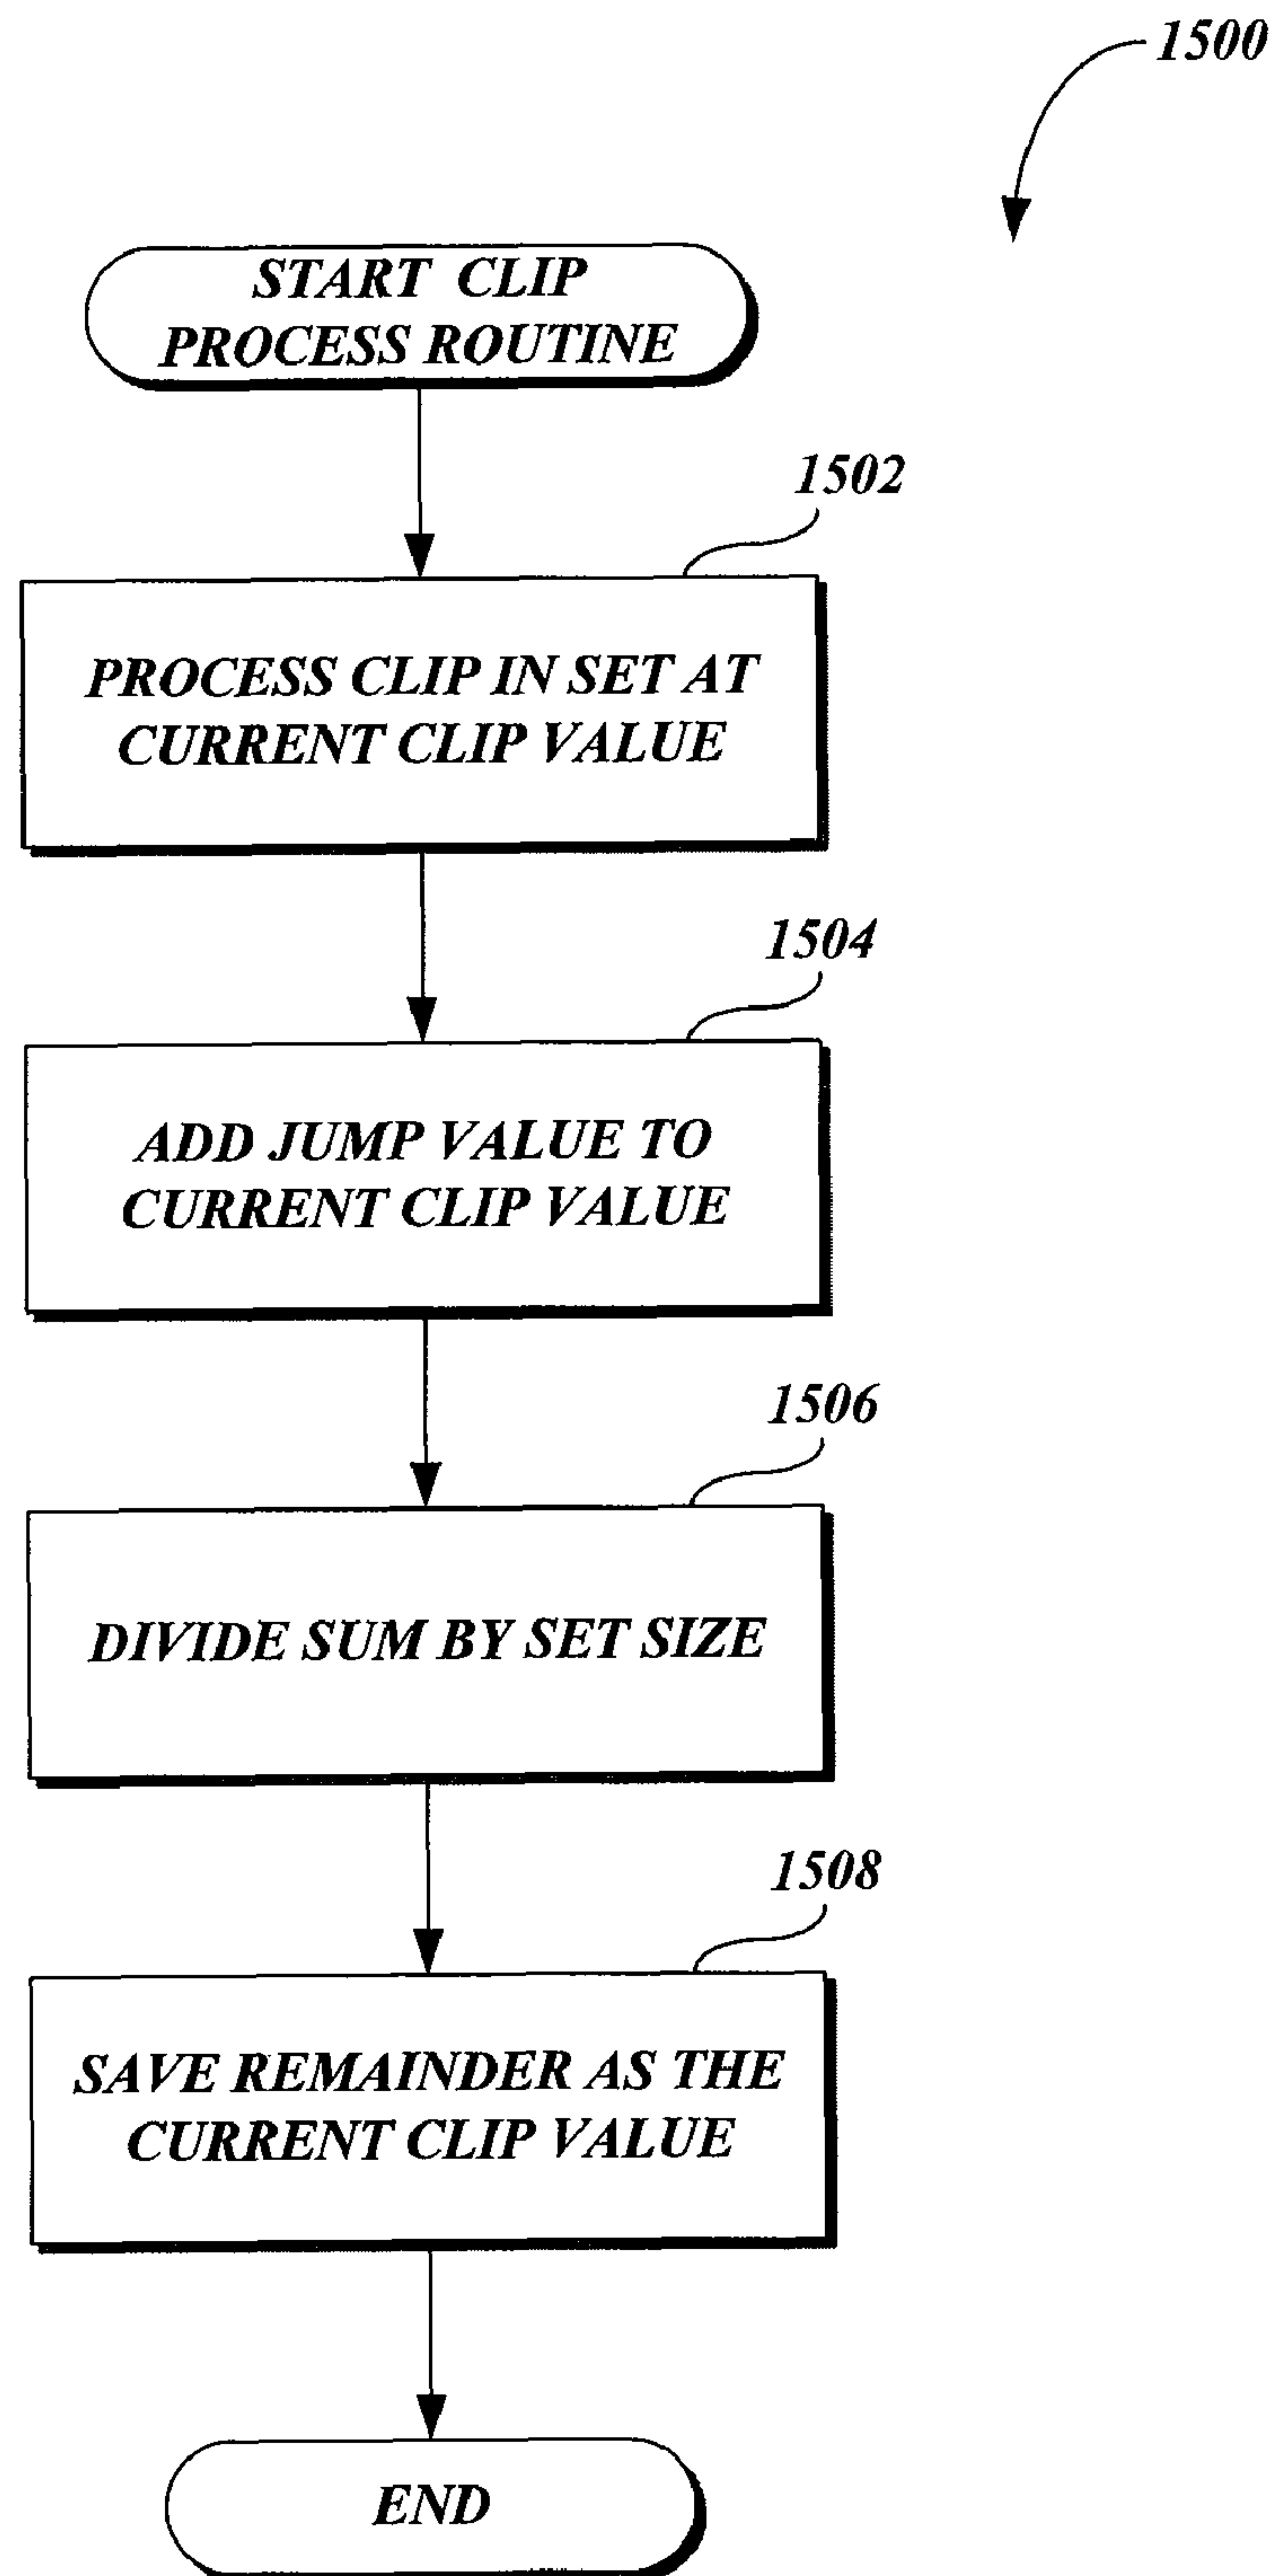 1500
START CLIP
PROCESS ROUTINE
1502
PROCESS CLIP IN SET AT
CURRENT CLIP VALUE
1504
ADD JUMP VALUE TO
CURRENT CLIP VALUE
1506
DIVIDE SUM BY SET SIZE
1508
SAVE REMAINDER AS THE
CURRENT CLIP VALUE
END